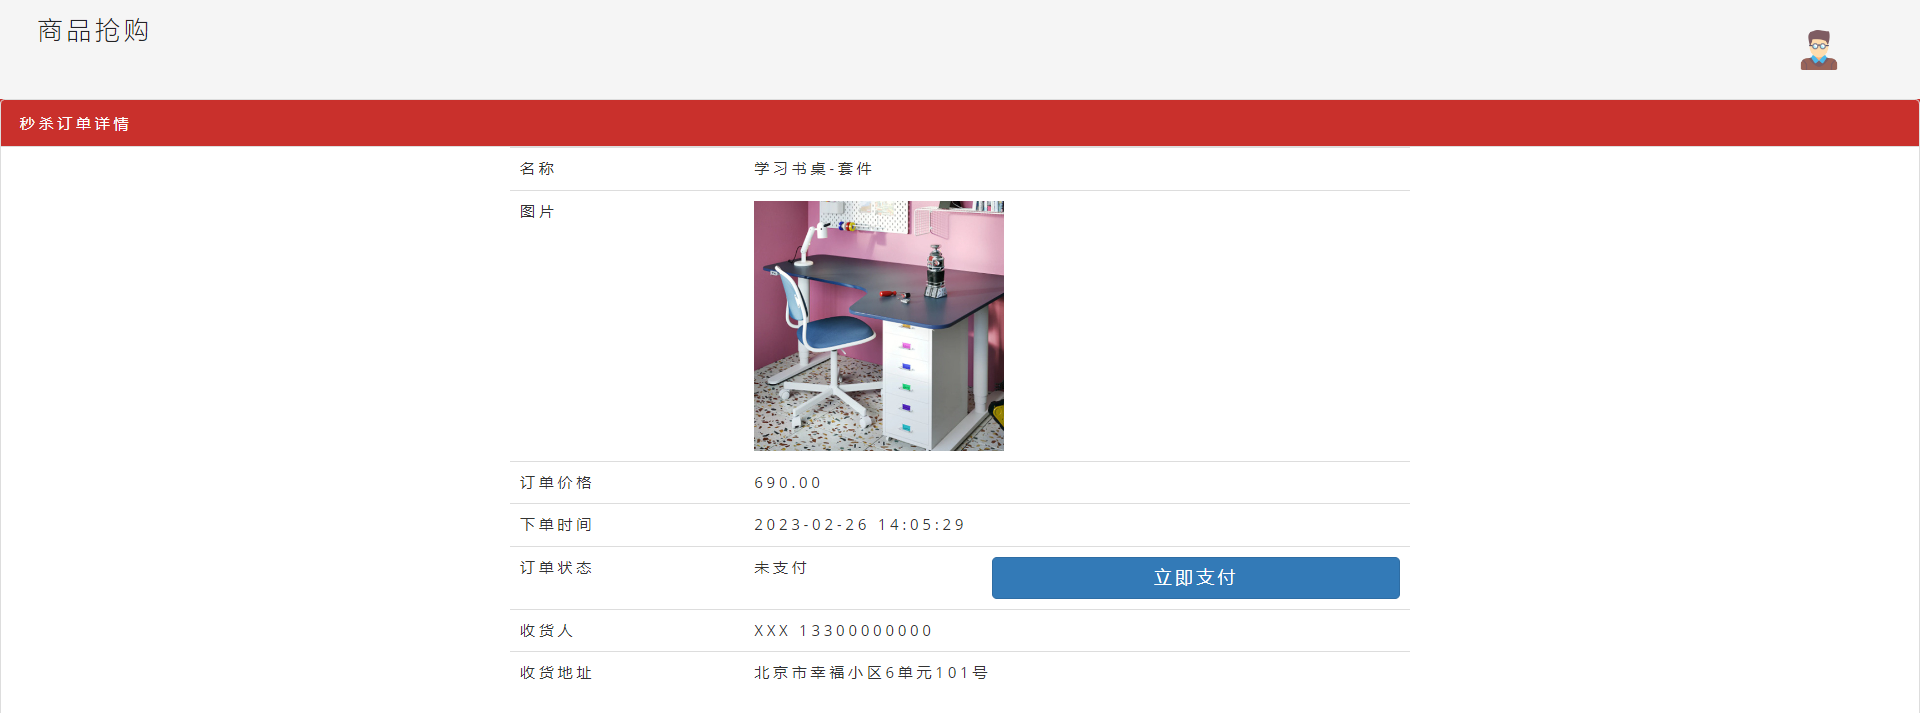 商品抢购
秒杀订单详情
名称 学习书桌-套件
图片
订单价格 690.00
下单时间 2023-02-26 14:05:29
订单状态 未支付 立即支付
收货人 XXX 13300000000
收货地址 北京市幸福小区6单元101号